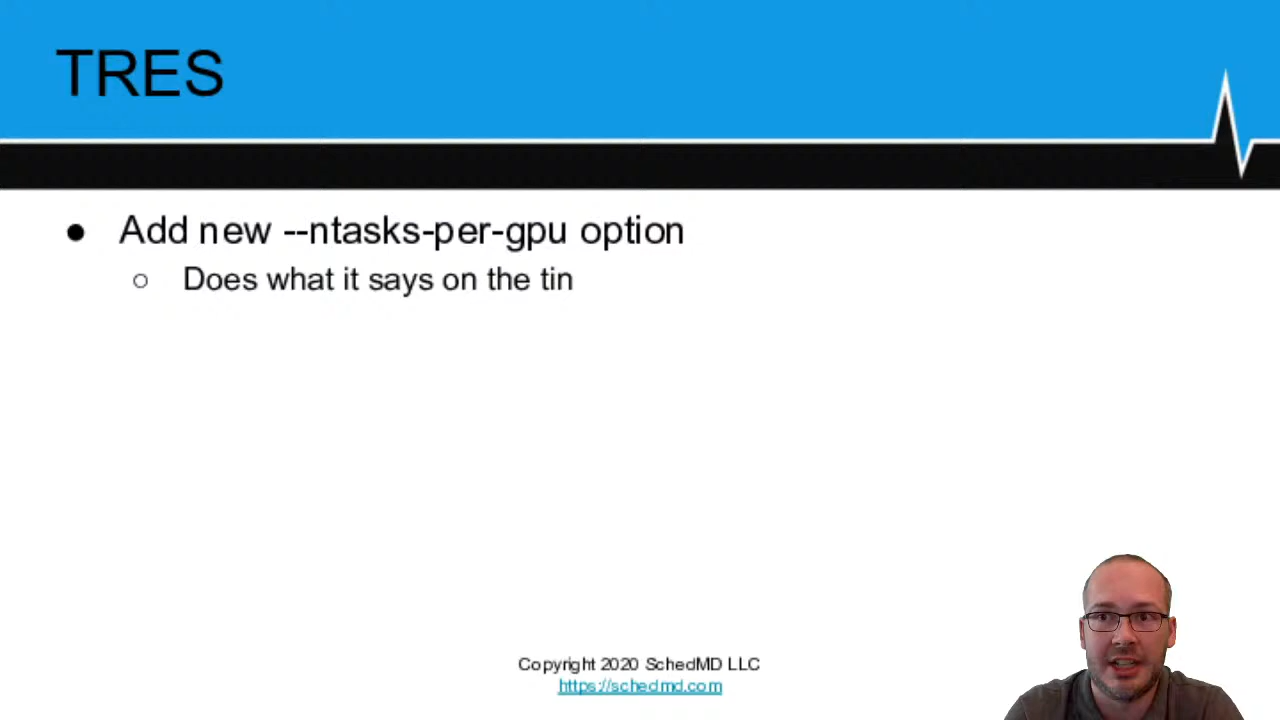 TRES
● Add new --ntasks-per-gpu option
○ Does what it says on the tin
Copyright 2020 SchedMD LLC
https://schedmd.com